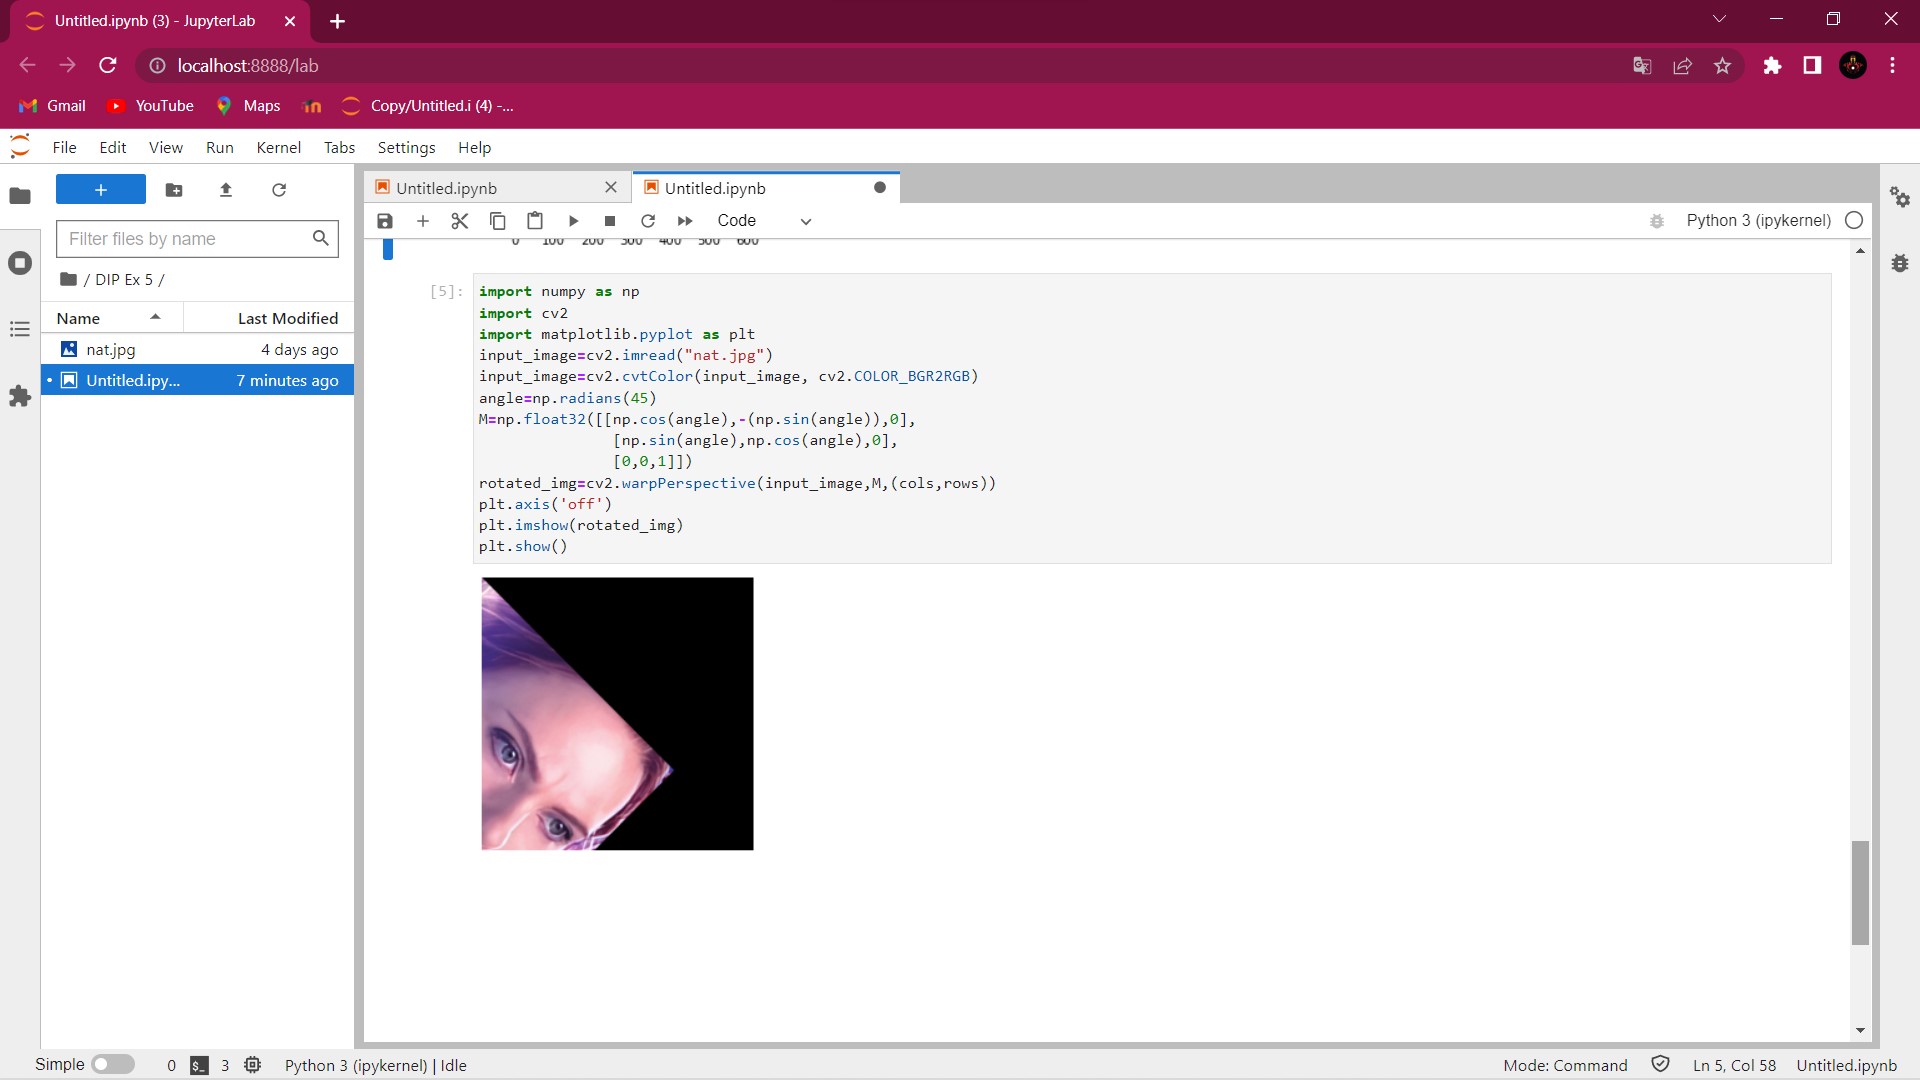 Untitled.ipynb (3) - JupyterLab
localhost:8888/lab
Gmail YouTube Maps Copy/Untitled.i (4) -...
File Edit View Run Kernel Tabs Settings Help
Untitled.ipynb Untitled.ipynb
Code Python 3 (ipykernel)
Filter files by name
/ DIP Ex 5 /
Name Last Modified
nat.jpg 4 days ago
Untitled.ipy... 7 minutes ago
0 100 200 300 400 500 600
[5]: import numpy as np
import cv2
import matplotlib.pyplot as plt
input_image=cv2.imread("nat.jpg")
input_image=cv2.cvtColor(input_image, cv2.COLOR_BGR2RGB)
angle=np.radians(45)
M=np.float32([[np.cos(angle),-(np.sin(angle)),0],
[np.sin(angle),np.cos(angle),0],
[0,0,1]])
rotated_img=cv2.warpPerspective(input_image,M,(cols,rows))
plt.axis('off')
plt.imshow(rotated_img)
plt.show()
Simple 0 $_ 3 Python 3 (ipykernel) | Idle Mode: Command Ln 5, Col 58 Untitled.ipynb